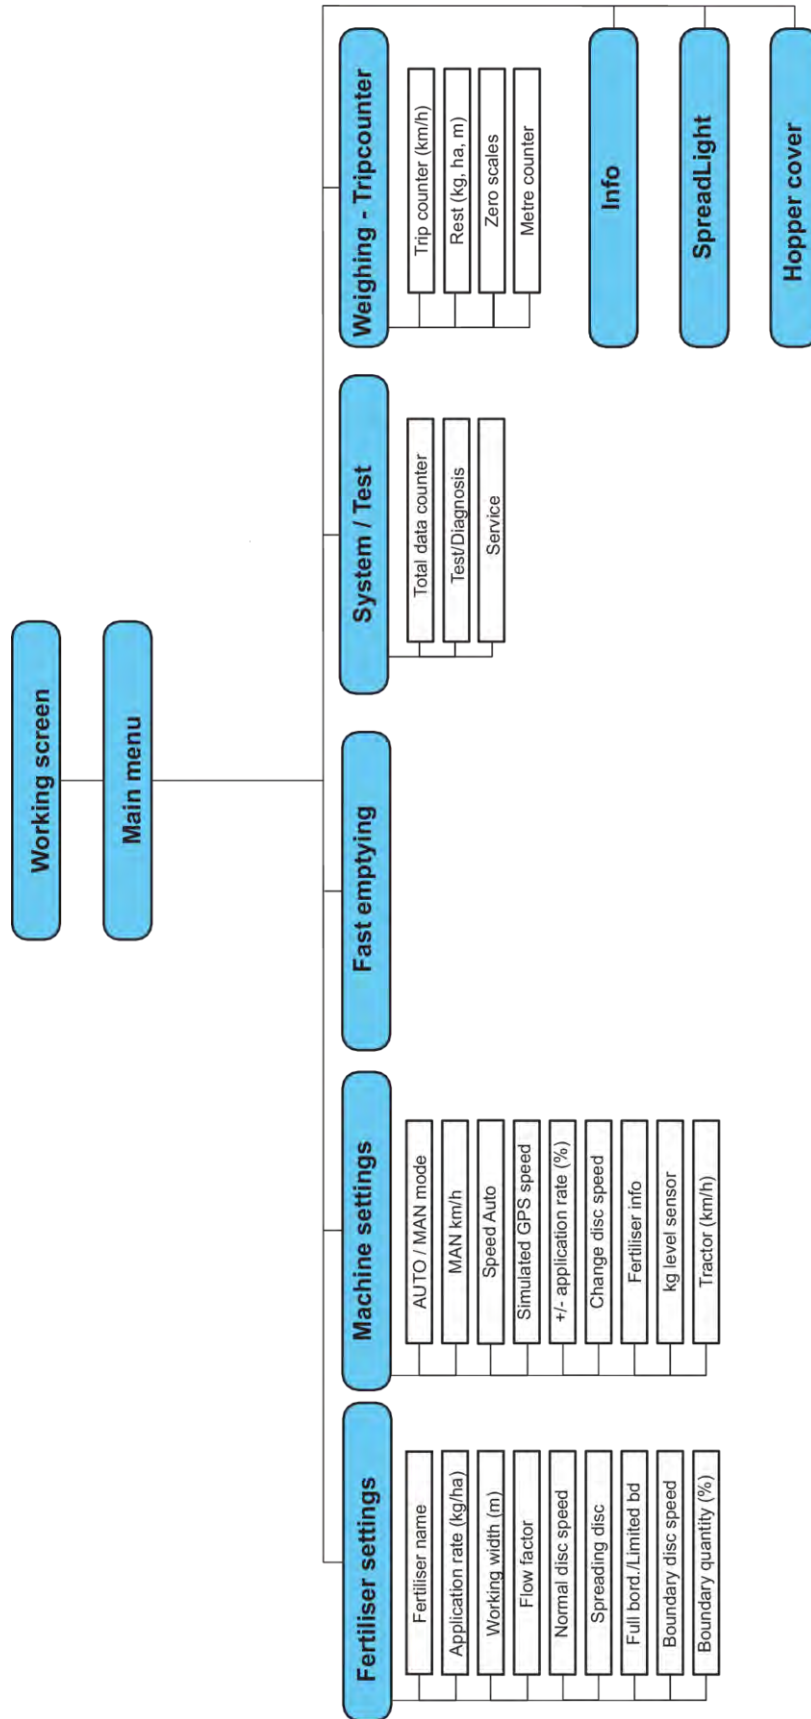 Working screen
Main menu
Fertiliser settings
Fertiliser name
Application rate (kg/ha)
Working width (m)
Flow factor
Normal disc speed
Spreading disc
Full bord./Limited bd
Boundary disc speed
Boundary quantity (%)
Machine settings
AUTO / MAN mode
MAN km/h
Speed Auto
Simulated GPS speed
+/- application rate (%)
Change disc speed
Fertiliser info
kg level sensor
Tractor (km/h)
Fast emptying
System / Test
Total data counter
Test/Diagnosis
Service
Weighing - Tripcounter
Trip counter (km/h)
Rest (kg, ha, m)
Zero scales
Metre counter
Info
SpreadLight
Hopper cover